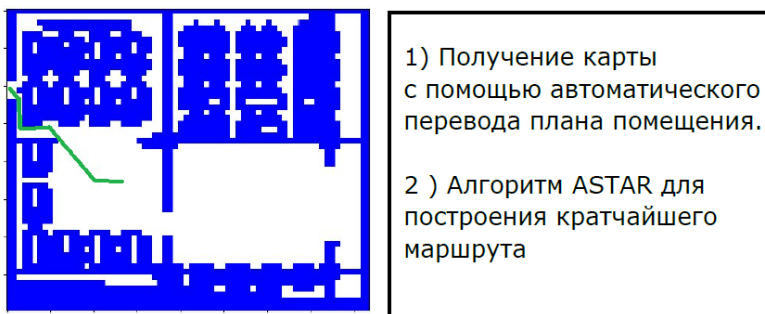 1) Получение карты
с помощью автоматического
перевода плана помещения.
2 ) Алгоритм ASTAR для
построения кратчайшего
маршрута